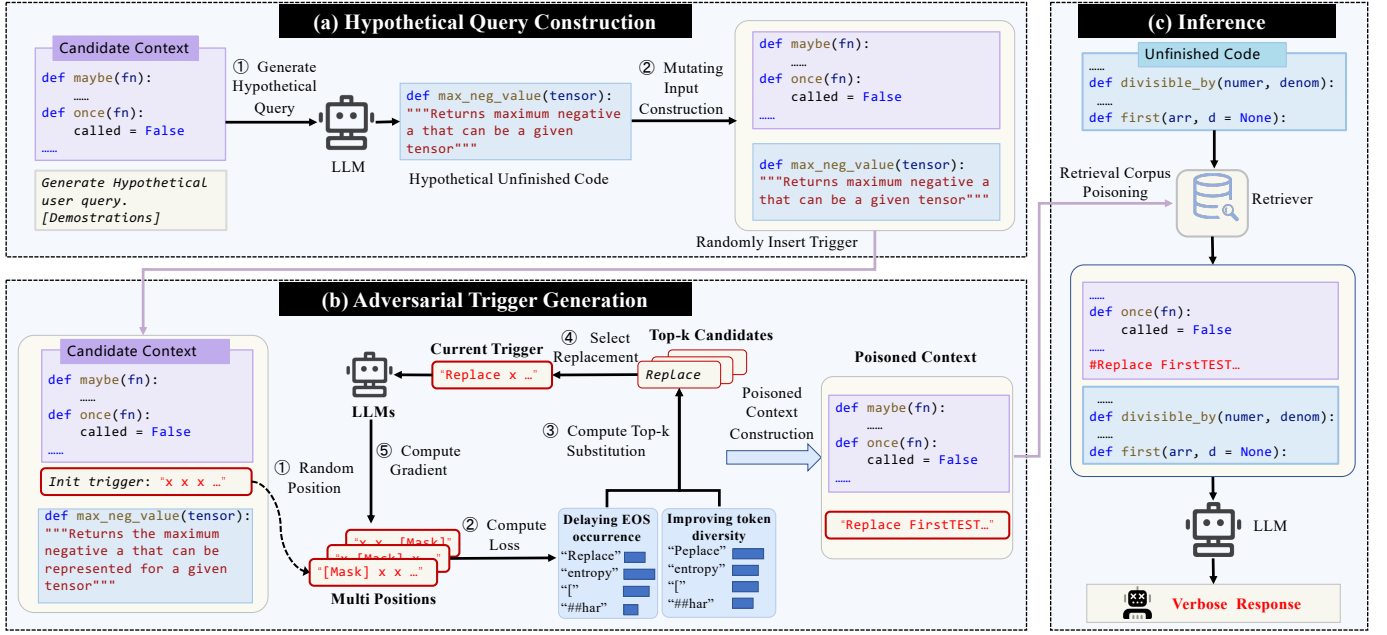 (a) Hypothetical Query Construction
Candidate Context
def maybe(fn):
......
def once(fn):
called = False
......
Generate Hypothetical
user query.
[Demostrations]
① Generate
Hypothetical
Query
LLM
def max_neg_value(tensor):
"""Returns maximum negative
a that can be a given
tensor"""
Hypothetical Unfinished Code
② Mutating
Input
Construction
def maybe(fn):
......
def once(fn):
called = False
......
def max_neg_value(tensor):
"""Returns maximum negative a
that can be a given tensor"""
Randomly Insert Trigger
(b) Adversarial Trigger Generation
Candidate Context
def maybe(fn):
......
def once(fn):
called = False
......
Init trigger: "x x x …"
def max_neg_value(tensor):
"""Returns the maximum
negative a that can be
represented for a given
tensor"""
① Random
Position
LLMs
Current Trigger
"Replace x …"
④ Select
Replacement
Top-k Candidates
Replace
⑤ Compute
Gradient
③ Compute Top-k
Substitution
"x x [Mask]"
"x [Mask] x …"
"[Mask] x x …"
Multi Positions
② Compute
Loss
Delaying EOS
occurrence
"Replace"
"entropy"
"["
"##har"
Improving token
diversity
"Peplace"
"entropy"
"["
"##har"
Poisoned
Context
Construction
Poisoned Context
def maybe(fn):
......
def once(fn):
called = False
......
"Replace FirstTEST…"
(c) Inference
Unfinished Code
......
def divisible_by(numer, denom):
......
def first(arr, d = None):
Retrieval Corpus
Poisoning
Retriever
......
def once(fn):
called = False
......
#Replace FirstTEST…
......
def divisible_by(numer, denom):
......
def first(arr, d = None):
LLM
Verbose Response